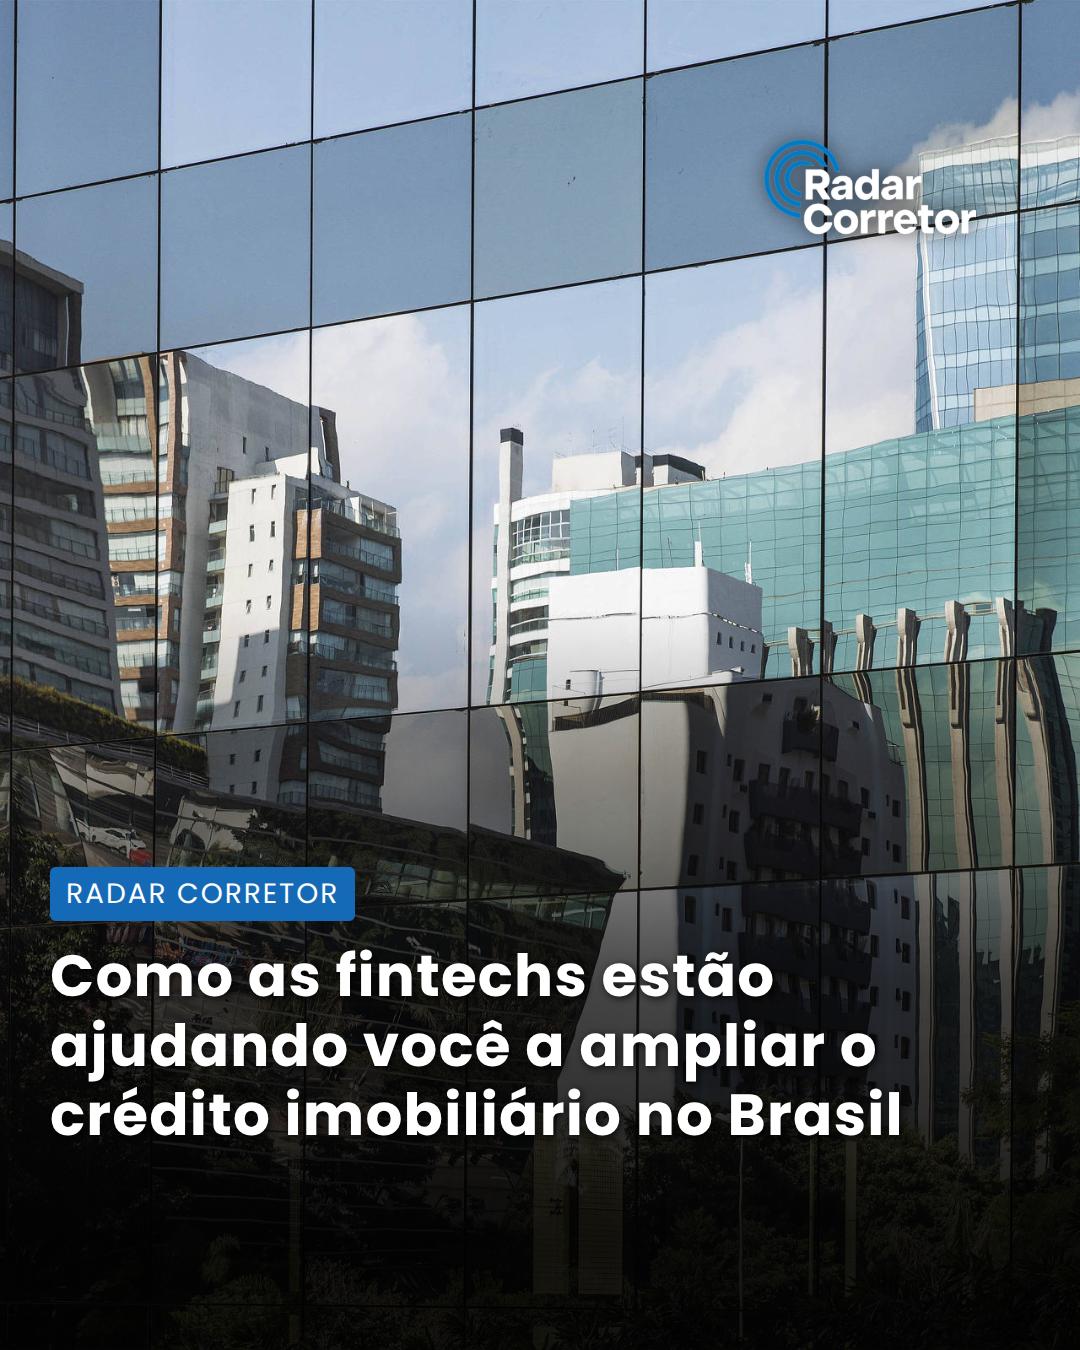 Radar
Corretor
RADAR CORRETOR
Como as fintechs estão
ajudando você a ampliar o
crédito imobiliário no Brasil